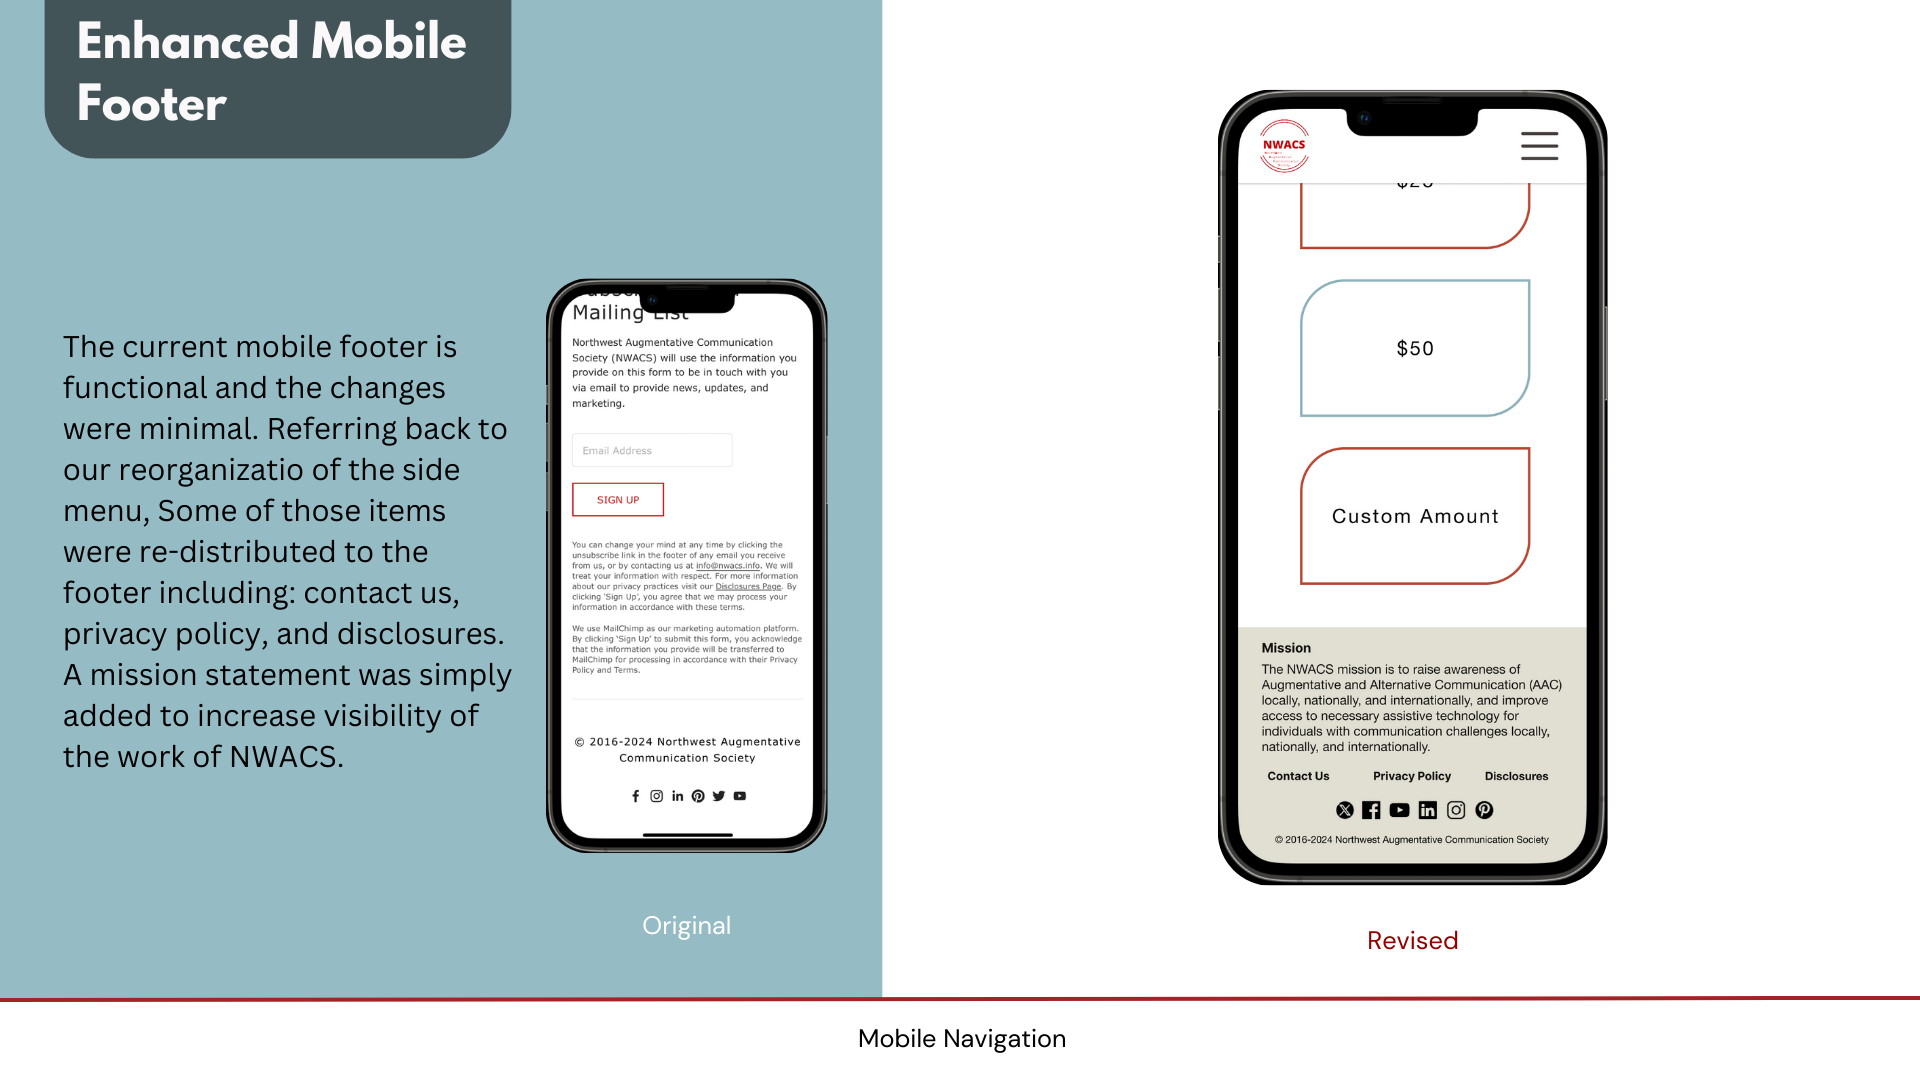 Enhanced Mobile
Footer
The current mobile footer is
functional and the changes
were minimal. Referring back to
our reorganizatio of the side
menu, Some of those items
were re-distributed to the
footer including: contact us,
privacy policy, and disclosures.
A mission statement was simply
added to increase visibility of
the work of NWACS.
Mailing List
Northwest Augmentative Communication
Society (NWACS) will use the information you
provide on this form to be in touch with you
via email to provide news, updates, and
marketing.
Email Address
SIGN UP
You can change your mind at any time by clicking the
unsubscribe link in the footer of any email you receive
from us, or by contacting us at info@nwacs.info. We will
treat your information with respect. For more information
about our privacy practices visit our Disclosures Page. By
clicking 'Sign Up', you agree that we may process your
information in accordance with these terms.
We use MailChimp as our marketing automation platform.
By clicking 'Sign Up' to submit this form, you acknowledge
that the information you provide will be transferred to
MailChimp for processing in accordance with their Privacy
Policy and Terms.
© 2016-2024 Northwest Augmentative
Communication Society
Original
NWACS
$25
$50
Custom Amount
Mission
The NWACS mission is to raise awareness of
Augmentative and Alternative Communication (AAC)
locally, nationally, and internationally, and improve
access to necessary assistive technology for
individuals with communication challenges locally,
nationally, and internationally.
Contact Us Privacy Policy Disclosures
© 2016-2024 Northwest Augmentative Communication Society
Revised
Mobile Navigation